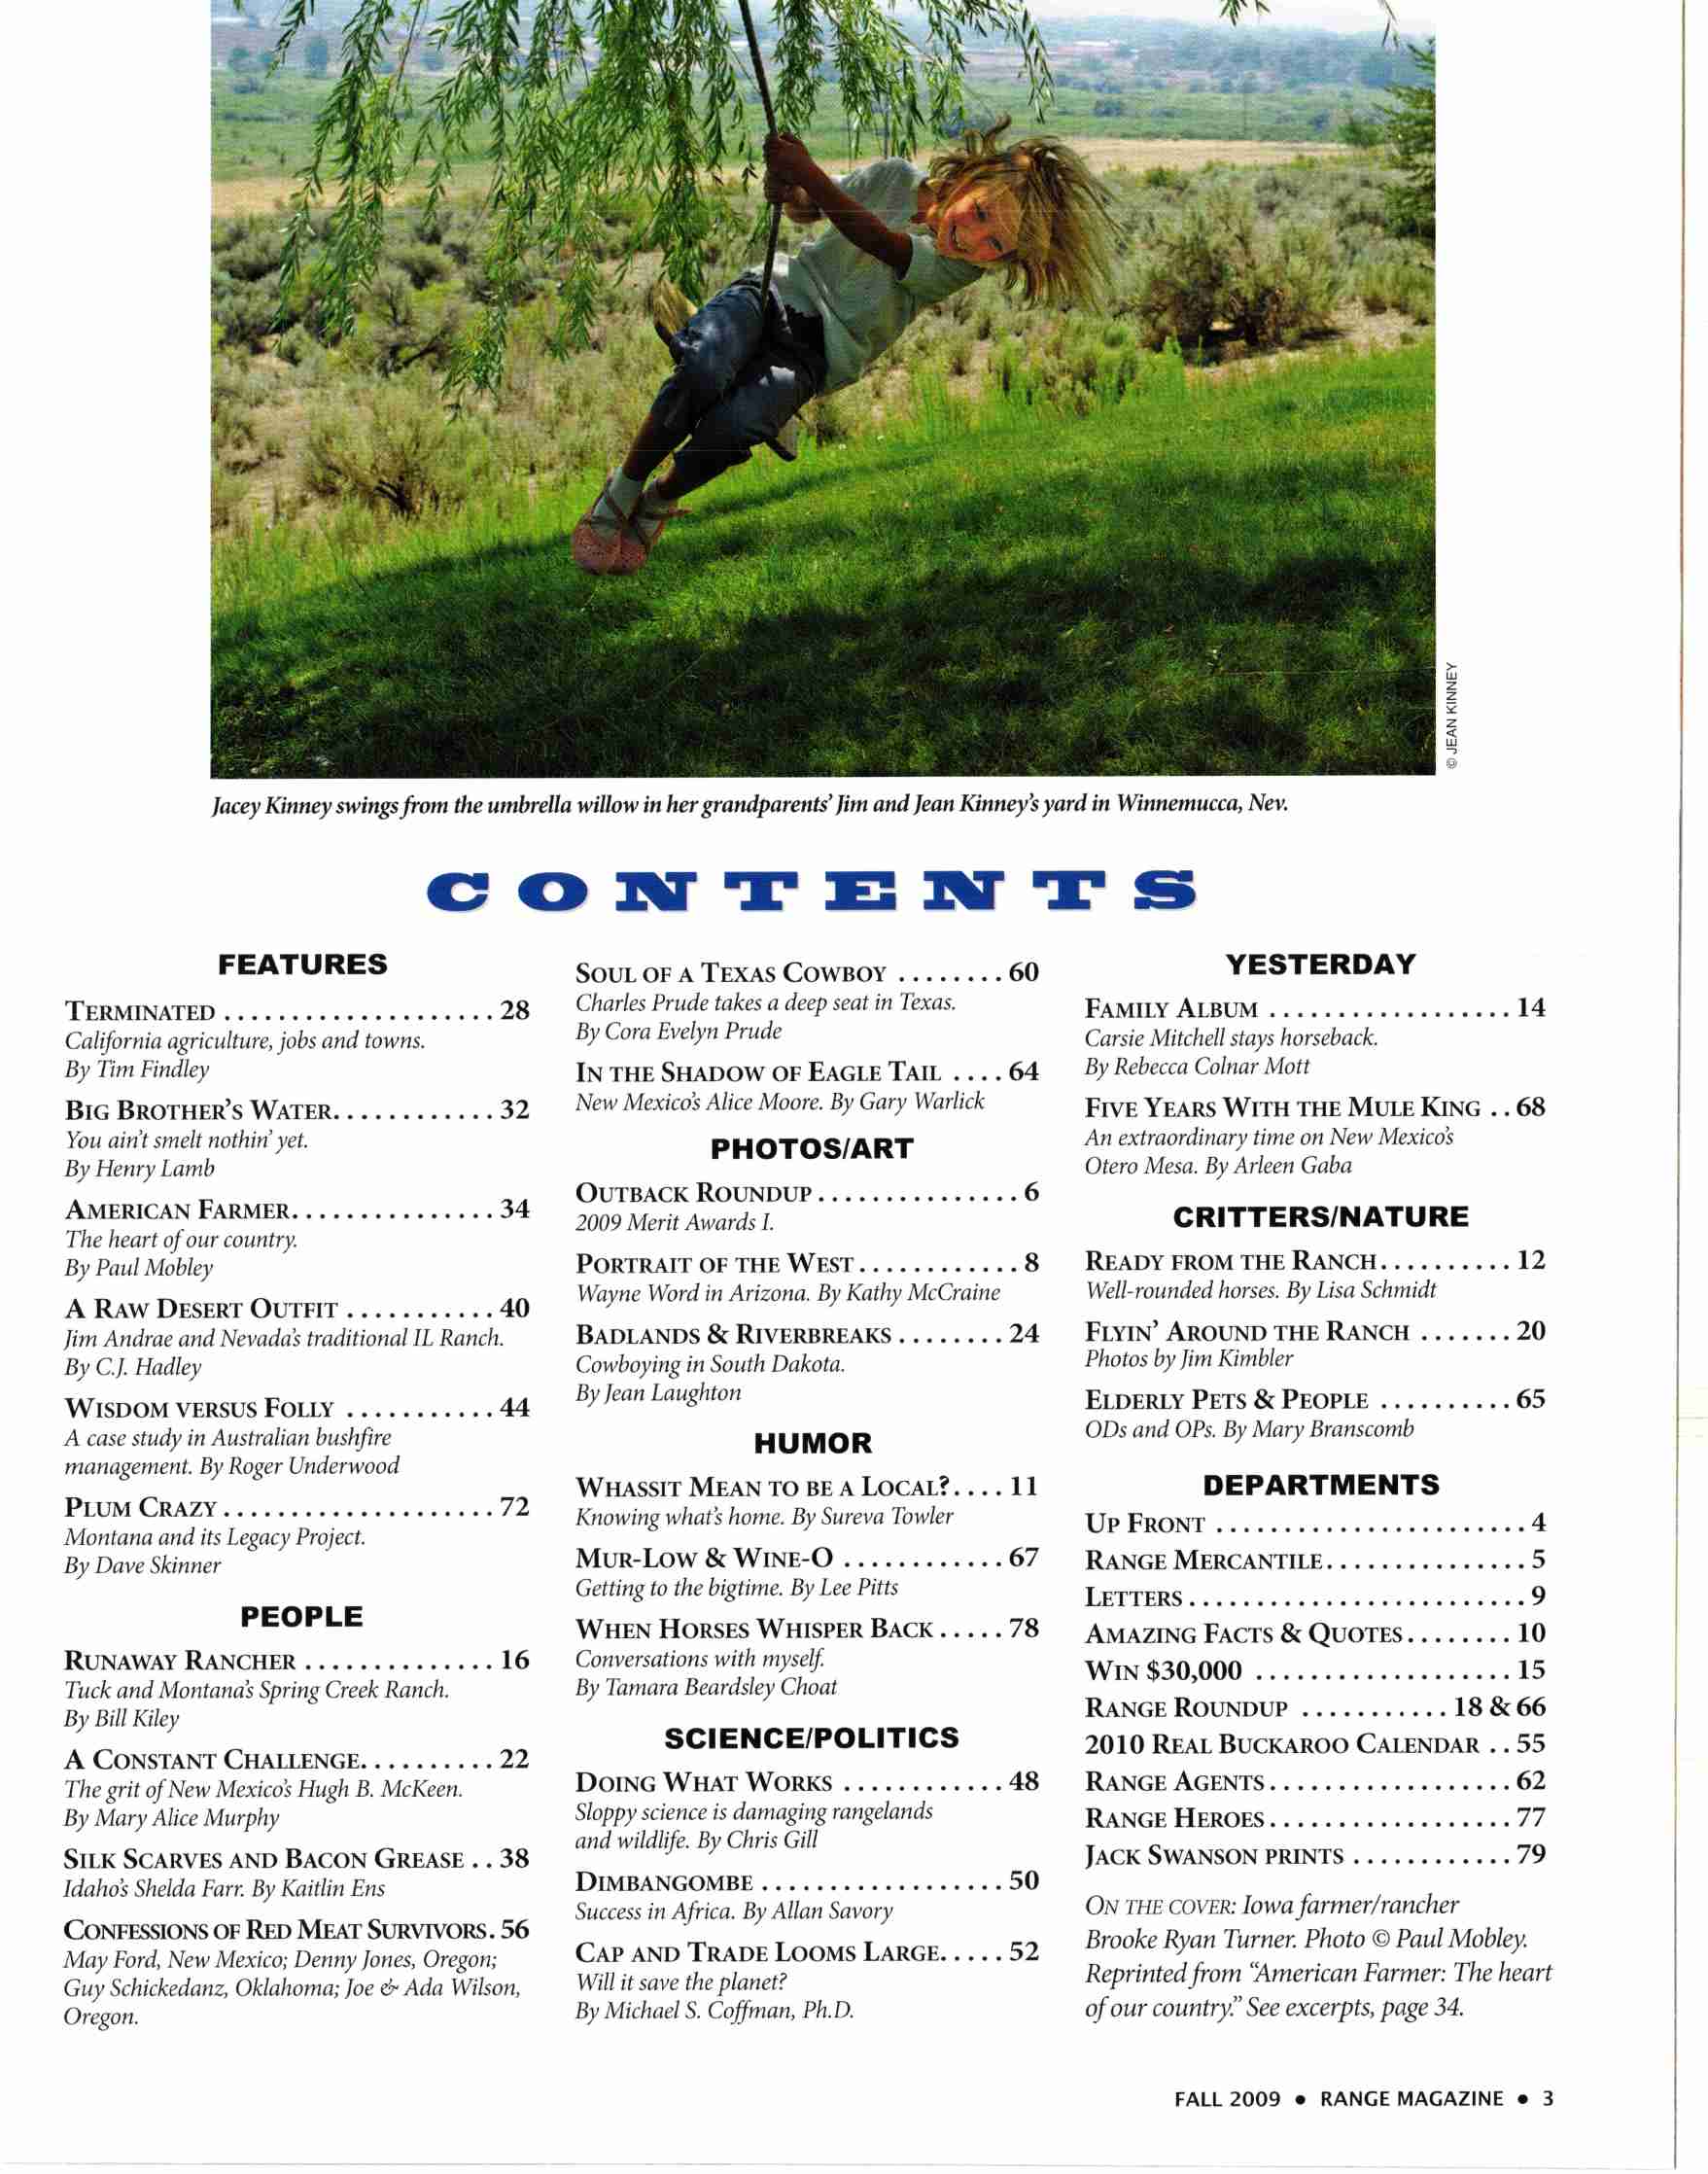 © JEAN KINNEY
Jacey Kinney swings from the umbrella willow in her grandparents' Jim and Jean Kinney's yard in Winnemucca, Nev.
CONTENTS
FEATURES
TERMINATED .................... 28
California agriculture, jobs and towns.
By Tim Findley
BIG BROTHER'S WATER............ 32
You ain't smelt nothin' yet.
By Henry Lamb
AMERICAN FARMER............... 34
The heart of our country.
By Paul Mobley
A RAW DESERT OUTFIT ........... 40
Jim Andrae and Nevada's traditional IL Ranch.
By C.J. Hadley
WISDOM VERSUS FOLLY ........... 44
A case study in Australian bushfire
management. By Roger Underwood
PLUM CRAZY .................... 72
Montana and its Legacy Project.
By Dave Skinner
PEOPLE
RUNAWAY RANCHER .............. 16
Tuck and Montana's Spring Creek Ranch.
By Bill Kiley
A CONSTANT CHALLENGE.......... 22
The grit of New Mexico's Hugh B. McKeen.
By Mary Alice Murphy
SILK SCARVES AND BACON GREASE .. 38
Idaho's Shelda Farr. By Kaitlin Ens
CONFESSIONS OF RED MEAT SURVIVORS. 56
May Ford, New Mexico; Denny Jones, Oregon;
Guy Schickedanz, Oklahoma; Joe & Ada Wilson,
Oregon.
SOUL OF A TEXAS COWBOY ........ 60
Charles Prude takes a deep seat in Texas.
By Cora Evelyn Prude
IN THE SHADOW OF EAGLE TAIL .... 64
New Mexico's Alice Moore. By Gary Warlick
PHOTOS/ART
OUTBACK ROUNDUP............... 6
2009 Merit Awards I.
PORTRAIT OF THE WEST............ 8
Wayne Word in Arizona. By Kathy McCraine
BADLANDS & RIVERBREAKS ........ 24
Cowboying in South Dakota.
By Jean Laughton
HUMOR
WHASSIT MEAN TO BE A LOCAL?.... 11
Knowing what's home. By Sureva Towler
MUR-LOW & WINE-O ............ 67
Getting to the bigtime. By Lee Pitts
WHEN HORSES WHISPER BACK ..... 78
Conversations with myself.
By Tamara Beardsley Choat
SCIENCE/POLITICS
DOING WHAT WORKS ............ 48
Sloppy science is damaging rangelands
and wildlife. By Chris Gill
DIMBANGOMBE .................. 50
Success in Africa. By Allan Savory
CAP AND TRADE LOOMS LARGE..... 52
Will it save the planet?
By Michael S. Coffman, Ph.D.
YESTERDAY
FAMILY ALBUM .................. 14
Carsie Mitchell stays horseback.
By Rebecca Colnar Mott
FIVE YEARS WITH THE MULE KING .. 68
An extraordinary time on New Mexico's
Otero Mesa. By Arleen Gaba
CRITTERS/NATURE
READY FROM THE RANCH.......... 12
Well-rounded horses. By Lisa Schmidt
FLYIN' AROUND THE RANCH ....... 20
Photos by Jim Kimbler
ELDERLY PETS & PEOPLE .......... 65
ODs and OPs. By Mary Branscomb
DEPARTMENTS
UP FRONT ....................... 4
RANGE MERCANTILE............... 5
LETTERS ......................... 9
AMAZING FACTS & QUOTES........ 10
WIN $30,000 ................... 15
RANGE ROUNDUP ........... 18 & 66
2010 REAL BUCKAROO CALENDAR .. 55
RANGE AGENTS.................. 62
RANGE HEROES.................. 77
JACK SWANSON PRINTS ............ 79
ON THE COVER: Iowa farmer/rancher
Brooke Ryan Turner. Photo © Paul Mobley.
Reprinted from "American Farmer: The heart
of our country." See excerpts, page 34.
FALL 2009 • RANGE MAGAZINE • 3